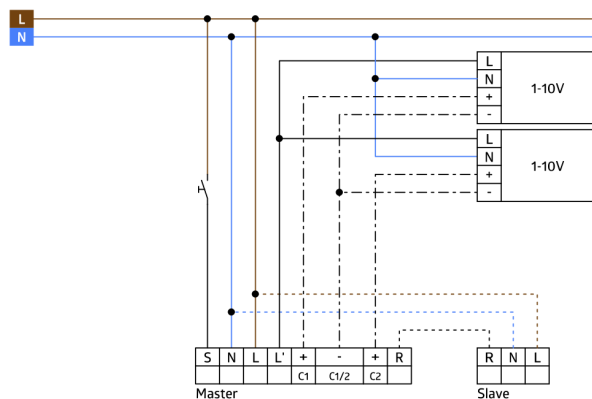 L
N
L
N
+
-
1-10V
L
N
+
-
1-10V
S N L L' + - + R
C1 C1/2 C2
Master
R N L
Slave